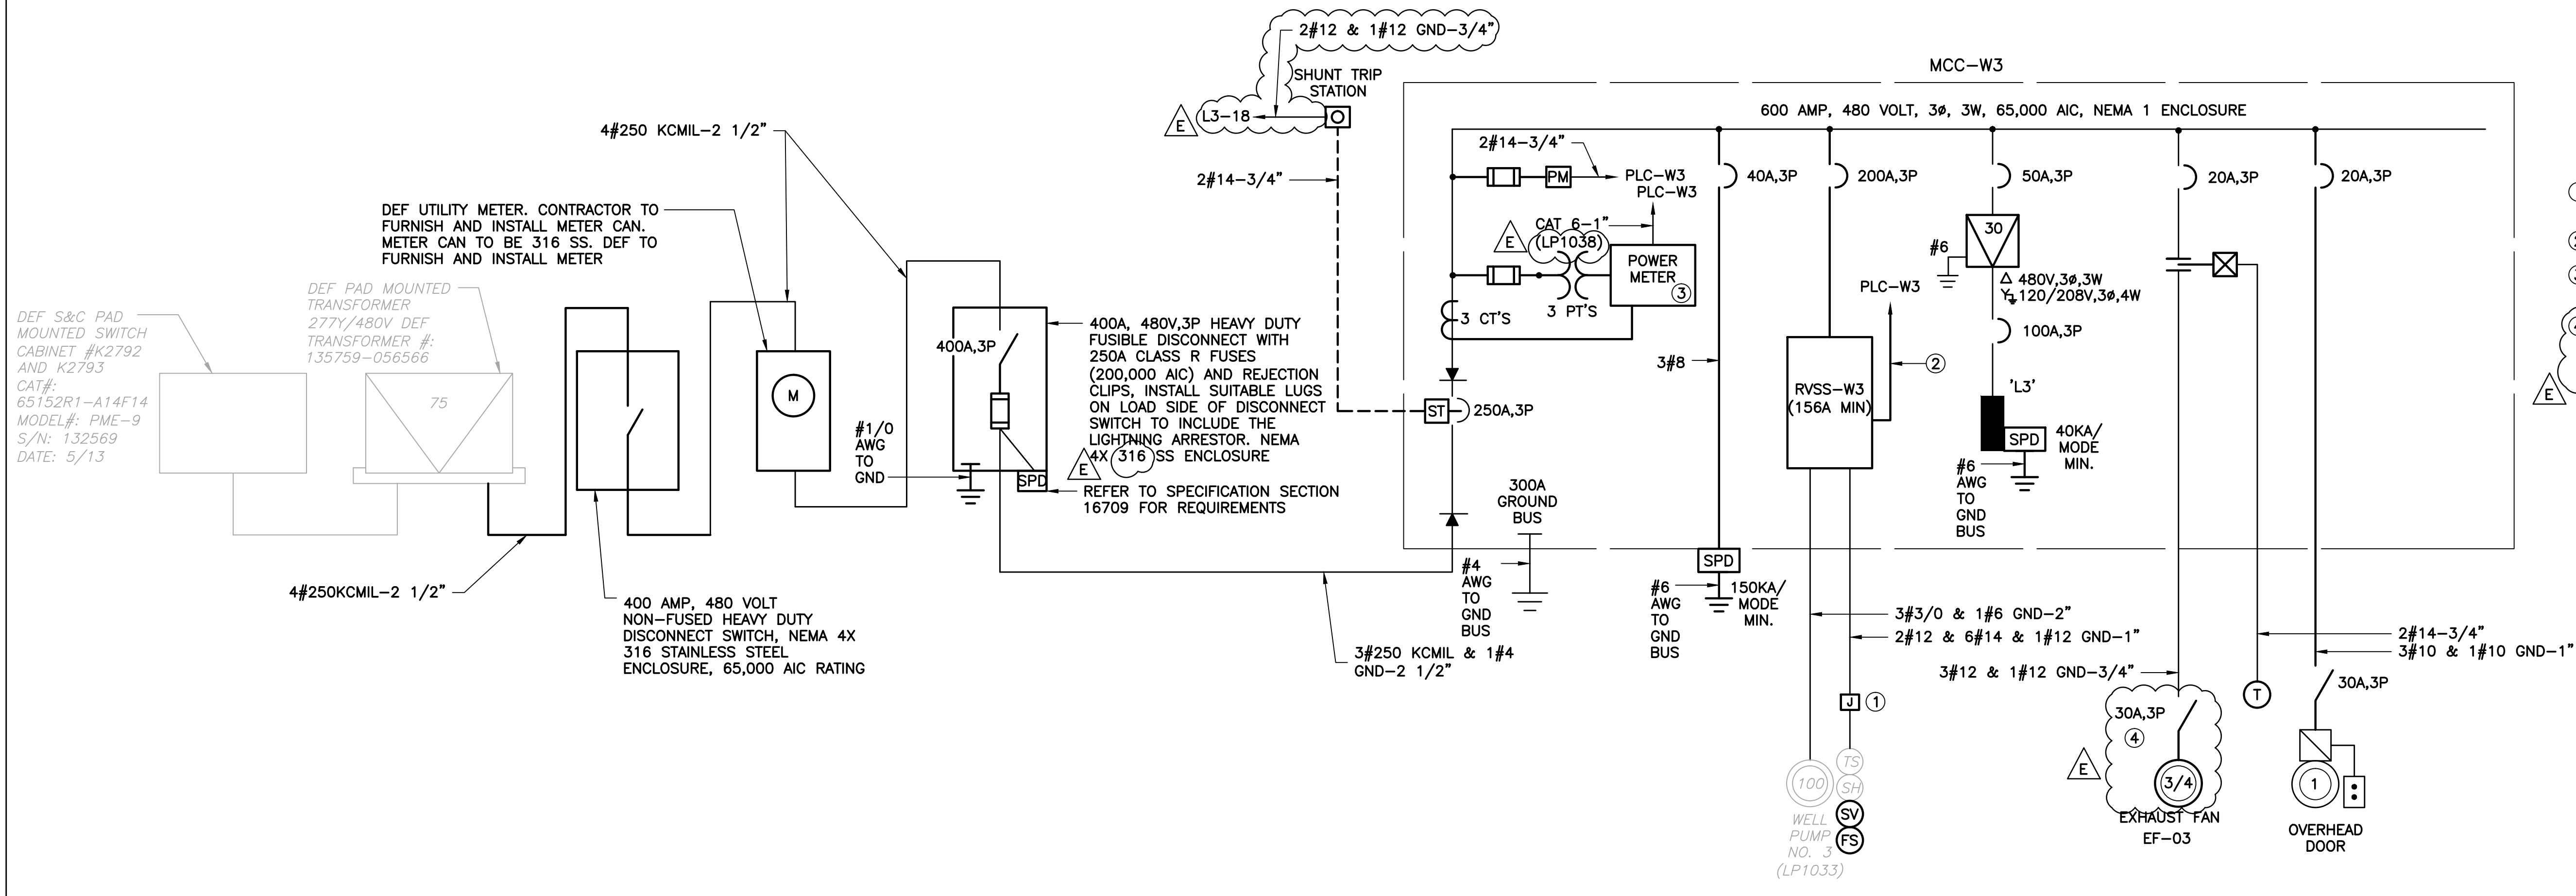 DEF S&C PAD
MOUNTED SWITCH
CABINET #K2792
AND K2793
CAT#:
65152R1-A14F14
MODEL#: PME-9
S/N: 132569
DATE: 5/13
DEF PAD MOUNTED
TRANSFORMER
277Y/480V DEF
TRANSFORMER #:
135759-056566
75
4#250KCMIL-2 1/2"
DEF UTILITY METER. CONTRACTOR TO
FURNISH AND INSTALL METER CAN.
METER CAN TO BE 316 SS. DEF TO
FURNISH AND INSTALL METER
4#250 KCMIL-2 1/2"
400 AMP, 480 VOLT
NON-FUSED HEAVY DUTY
DISCONNECT SWITCH, NEMA 4X
316 STAINLESS STEEL
ENCLOSURE, 65,000 AIC RATING
M
#1/0
AWG
TO
GND
400A,3P
SPD
400A, 480V,3P HEAVY DUTY
FUSIBLE DISCONNECT WITH
250A CLASS R FUSES
(200,000 AIC) AND REJECTION
CLIPS, INSTALL SUITABLE LUGS
ON LOAD SIDE OF DISCONNECT
SWITCH TO INCLUDE THE
LIGHTNING ARRESTOR. NEMA
4X 316 SS ENCLOSURE
E
REFER TO SPECIFICATION SECTION
16709 FOR REQUIREMENTS
2#12 & 1#12 GND-3/4"
SHUNT TRIP
STATION
E
L3-18
2#14-3/4"
3#250 KCMIL & 1#4
GND-2 1/2"
MCC-W3
600 AMP, 480 VOLT, 3ø, 3W, 65,000 AIC, NEMA 1 ENCLOSURE
2#14-3/4"
PM
PLC-W3
PLC-W3
CAT 6-1"
E
(LP1038)
POWER
METER
3
3 PT'S
3 CT'S
ST
250A,3P
300A
GROUND
BUS
#4
AWG
TO
GND
BUS
40A,3P
3#8
SPD
#6
AWG
TO
GND
BUS
150KA/
MODE
MIN.
200A,3P
RVSS-W3
(156A MIN)
PLC-W3
2
3#3/0 & 1#6 GND-2"
2#12 & 6#14 & 1#12 GND-1"
J
1
100
TS
SH
SV
FS
WELL
PUMP
NO. 3
(LP1033)
50A,3P
30
#6
Δ 480V,3ø,3W
Y 120/208V,3ø,4W
100A,3P
'L3'
SPD
40KA/
MODE
MIN.
#6
AWG
TO
GND
BUS
20A,3P
3#12 & 1#12 GND-3/4"
30A,3P
4
E
3/4
EXHAUST FAN
EF-03
T
20A,3P
2#14-3/4"
3#10 & 1#10 GND-1"
30A,3P
1
OVERHEAD
DOOR
E